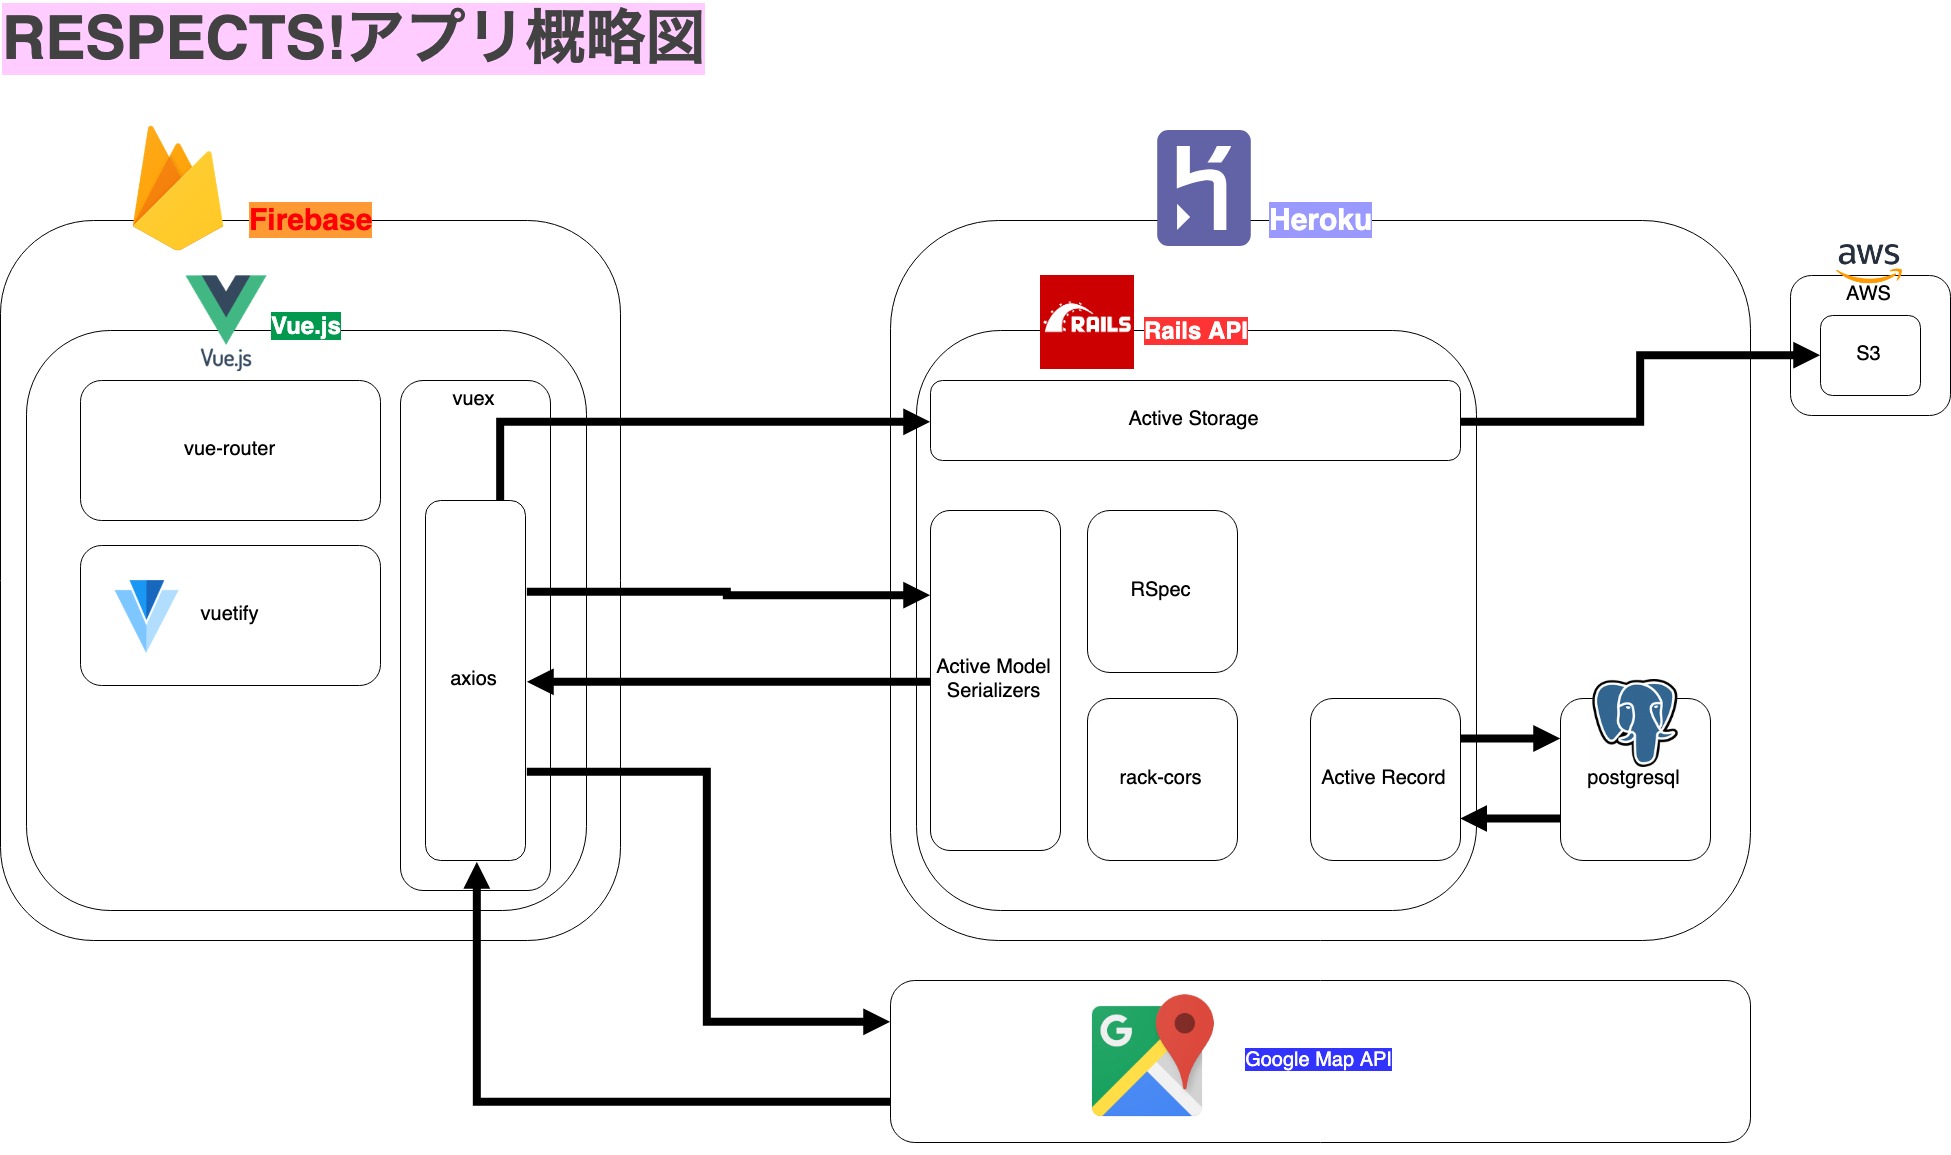 RESPECTS!アプリ概略図
Firebase
Heroku
aws
AWS
S3
Vue.js
Vue.js
RAILS
Rails API
vuex
vue-router
Active Storage
vuetify
axios
Active Model
Serializers
RSpec
rack-cors
Active Record
postgresql
G
Google Map API